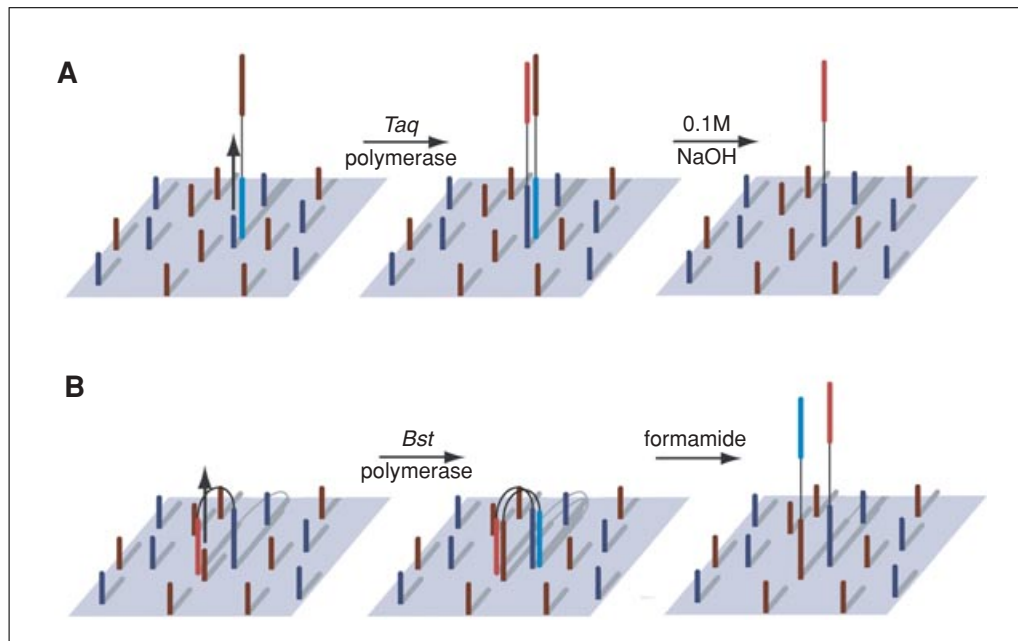 A
Taq
polymerase
0.1M
NaOH
B
Bst
polymerase
formamide